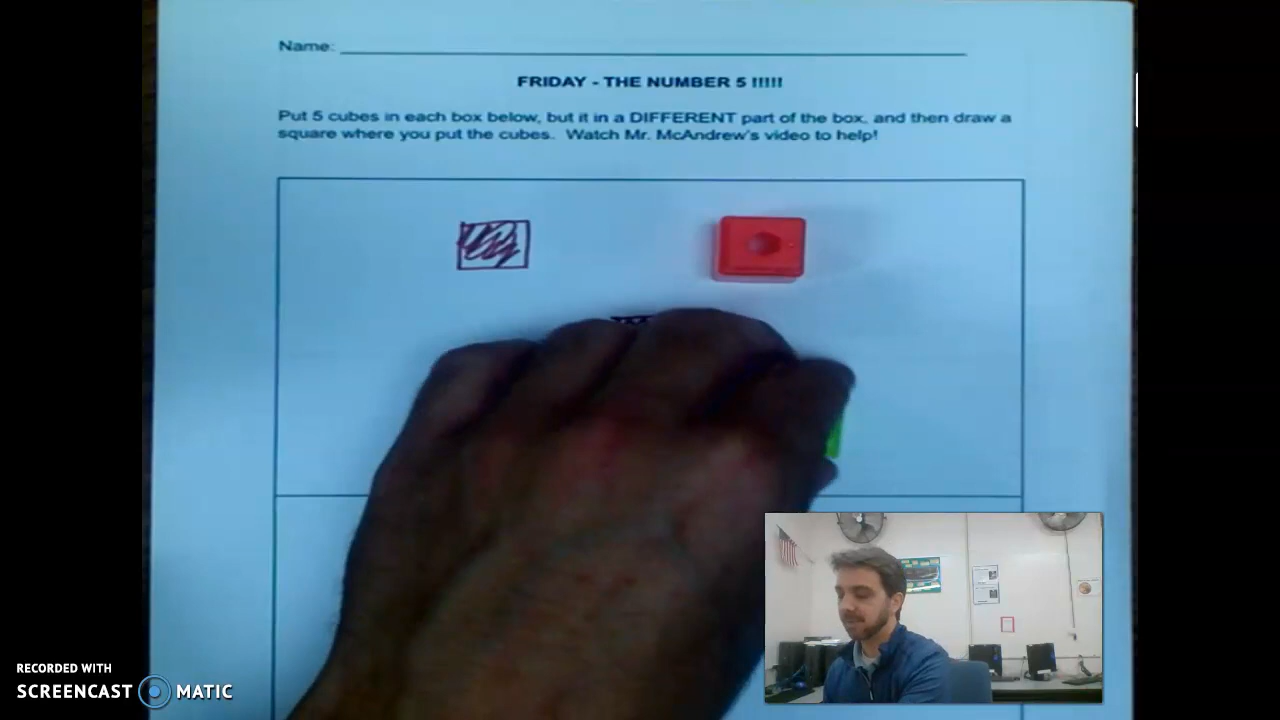 Name:
FRIDAY - THE NUMBER 5 !!!!!
Put 5 cubes in each box below, but it in a DIFFERENT part of the box, and then draw a
square where you put the cubes. Watch Mr. McAndrew's video to help!
RECORDED WITH
SCREENCAST MATIC